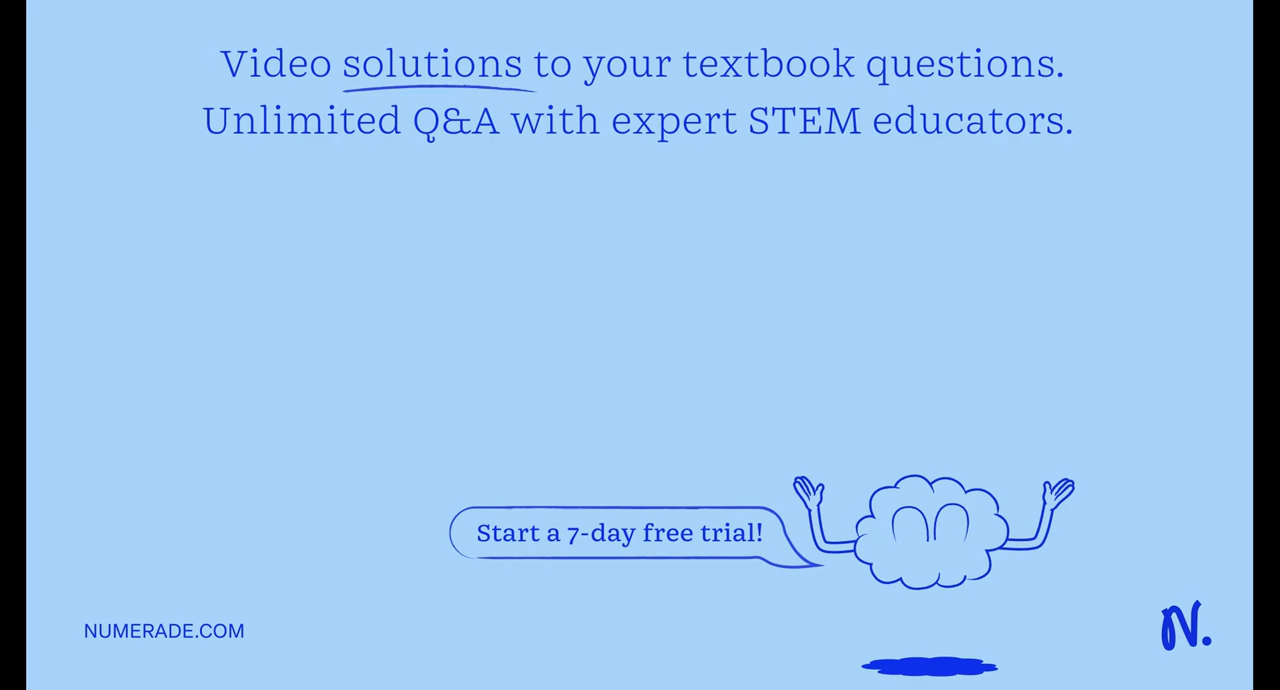 Video solutions to your textbook questions.
Unlimited Q&A with expert STEM educators.
Start a 7-day free trial!
NUMERADE.COM
N.